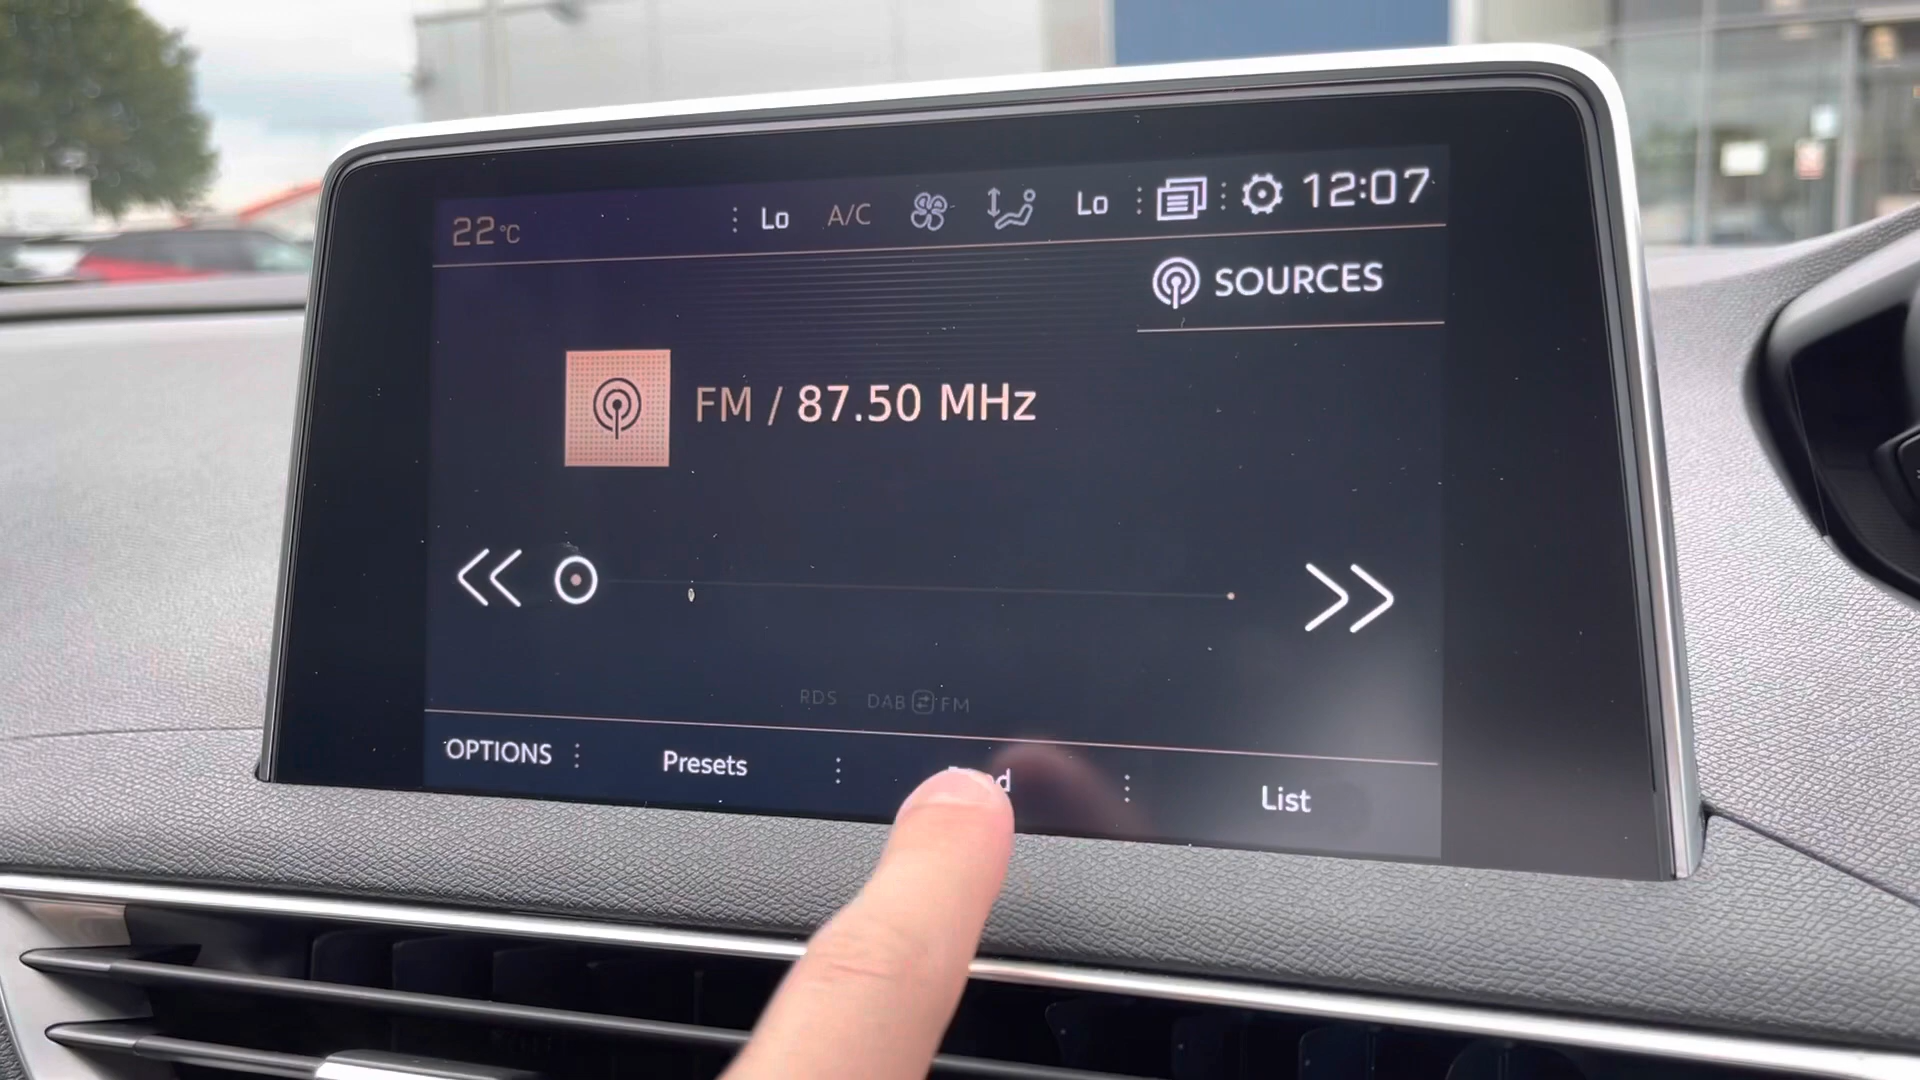 22°C Lo A/C Lo 12:07
SOURCES
FM / 87.50 MHz
RDS DAB FM
OPTIONS Presets List